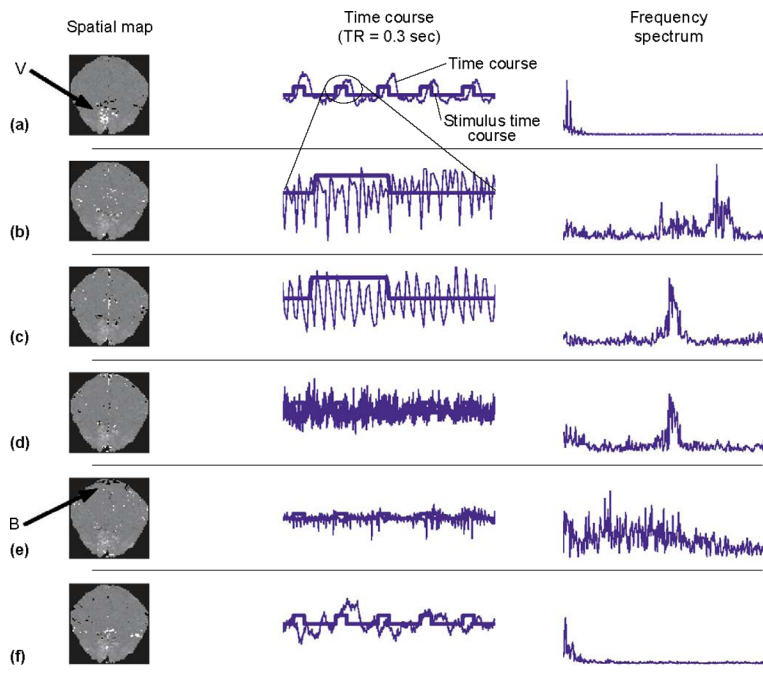 Spatial map
Time course
(TR = 0.3 sec)
Frequency
spectrum
V
Time course
Stimulus time
course
(a)
(b)
(c)
(d)
B
(e)
(f)